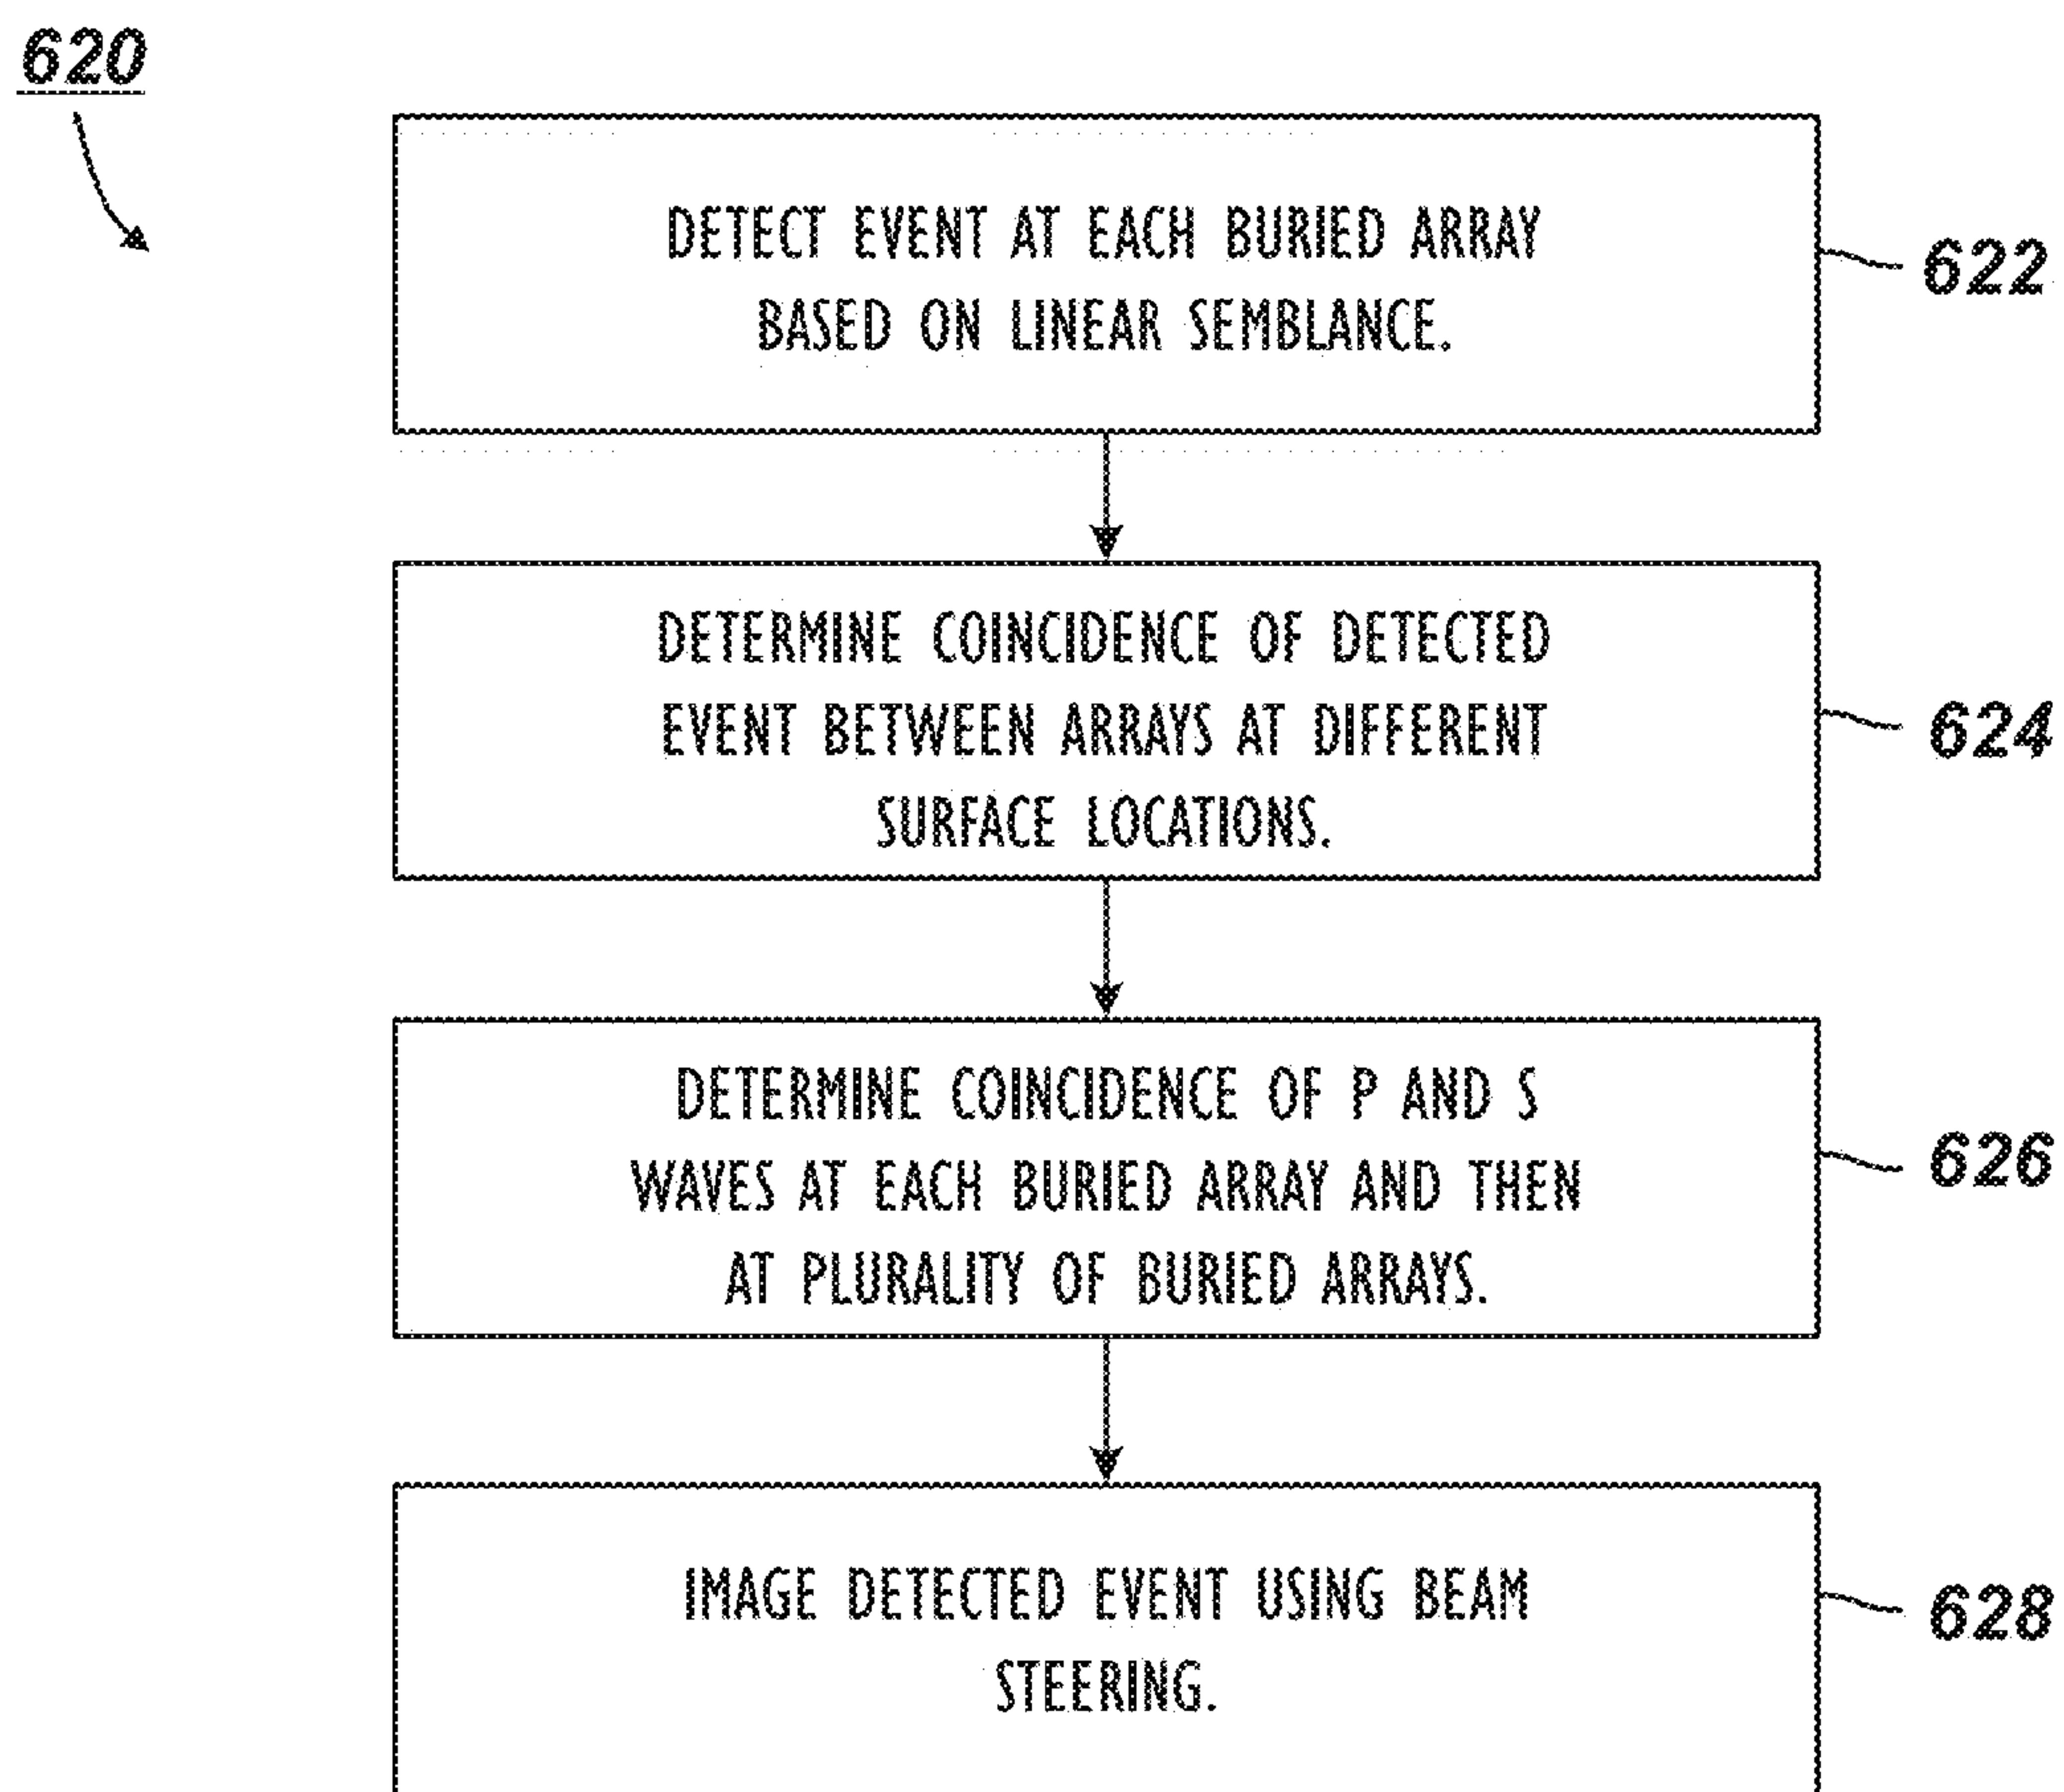 620
DETECT EVENT AT EACH BURIED ARRAY
BASED ON LINEAR SEMBLANCE.
622
DETERMINE COINCIDENCE OF DETECTED
EVENT BETWEEN ARRAYS AT DIFFERENT
SURFACE LOCATIONS.
624
DETERMINE COINCIDENCE OF P AND S
WAVES AT EACH BURIED ARRAY AND THEN
AT PLURALITY OF BURIED ARRAYS.
626
IMAGE DETECTED EVENT USING BEAM
STEERING.
628